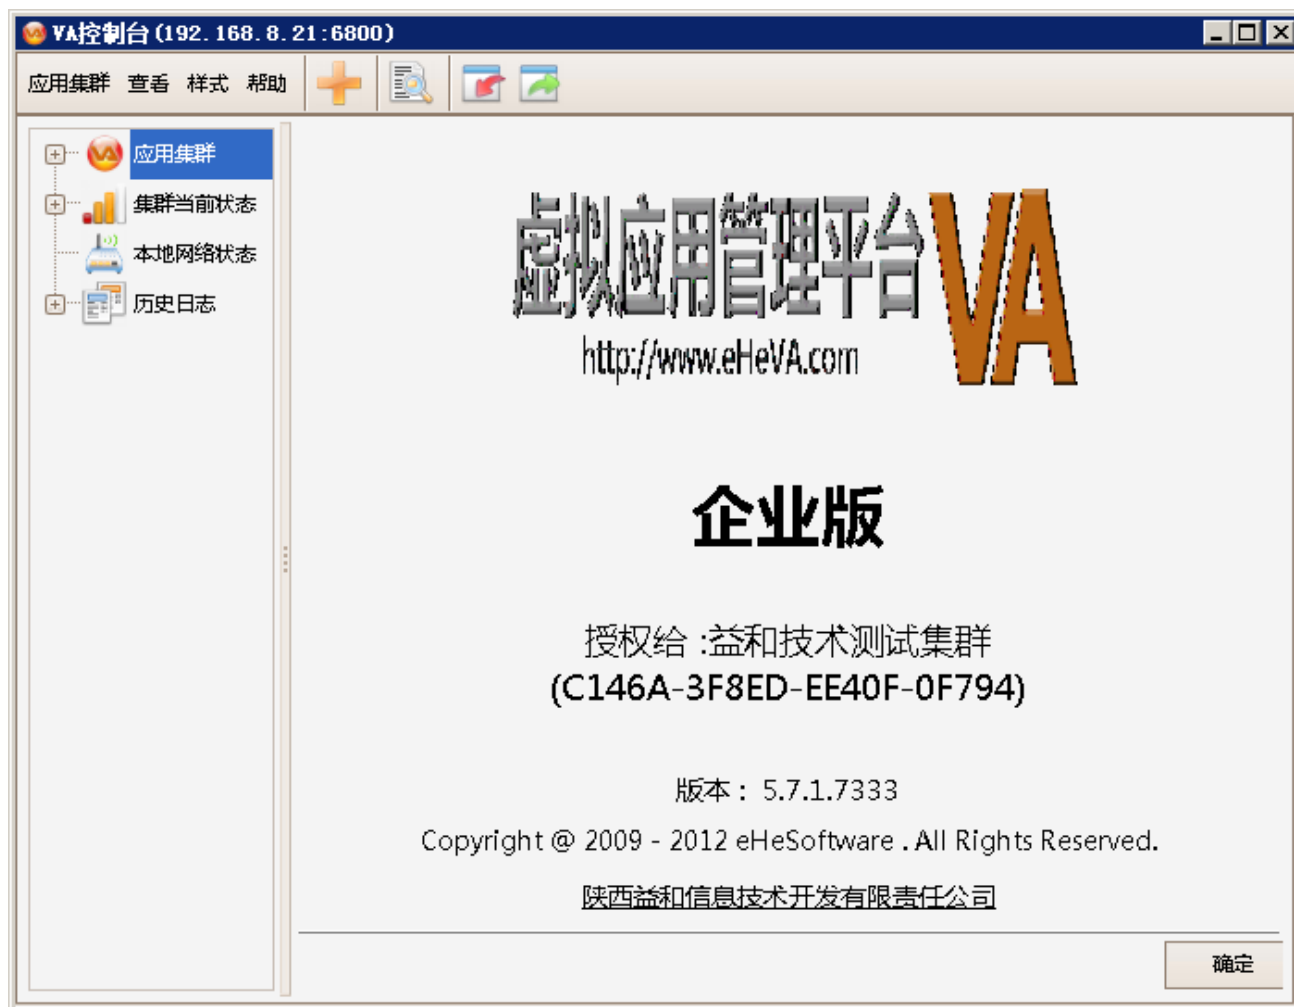 VA控制台(192.168.8.21:6800)
应用集群 查看 样式 帮助
应用集群
集群当前状态
本地网络状态
历史日志
虚拟应用管理平台 VA
http://www.eHeVA.com
企业版
授权给 :益和技术测试集群
(C146A-3F8ED-EE40F-0F794)
版本： 5.7.1.7333
Copyright @ 2009 - 2012 eHeSoftware . All Rights Reserved.
陕西益和信息技术开发有限责任公司
确定